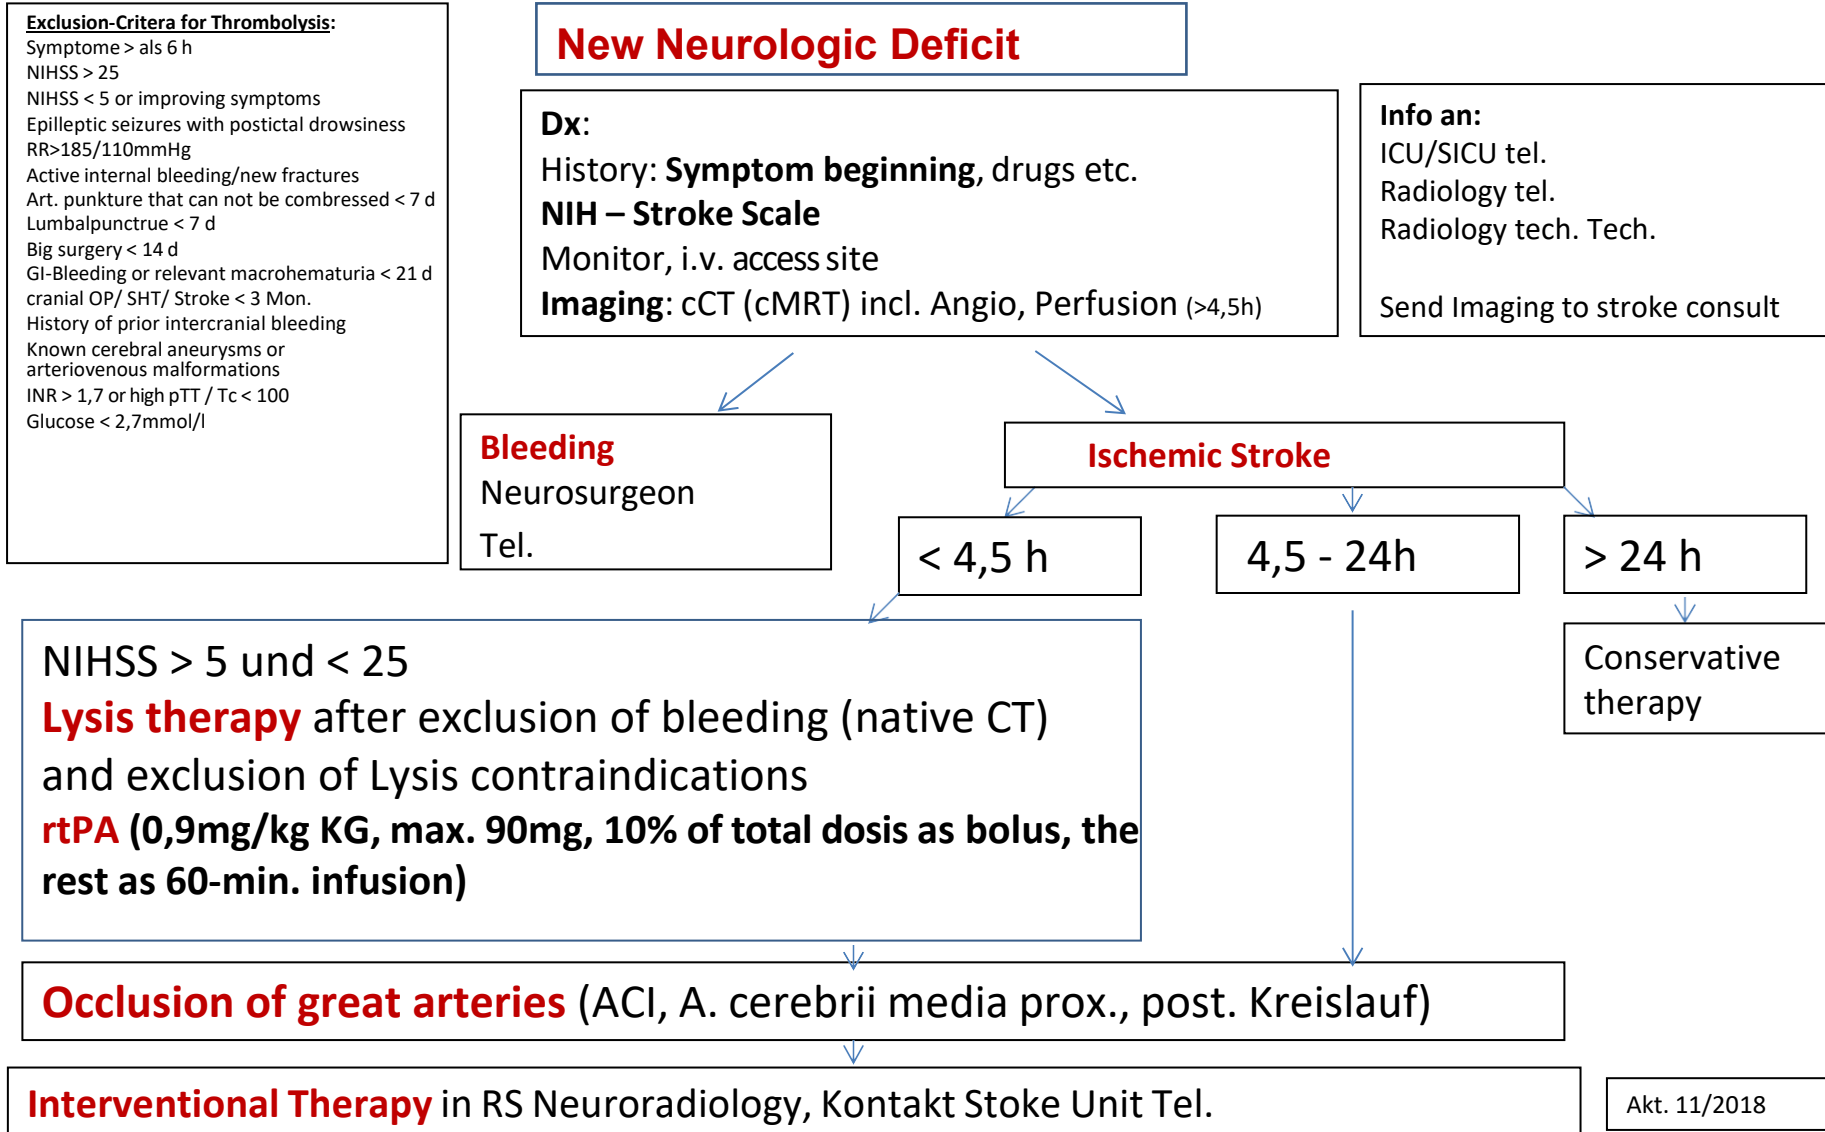 Exclusion-Critera for Thrombolysis:
Symptome > als 6 h
NIHSS > 25
NIHSS < 5 or improving symptoms
Epilleptic seizures with postictal drowsiness
RR>185/110mmHg
Active internal bleeding/new fractures
Art. punkture that can not be combressed < 7 d
Lumbalpunctrue < 7 d
Big surgery < 14 d
GI-Bleeding or relevant macrohematuria < 21 d
cranial OP/ SHT/ Stroke < 3 Mon.
History of prior intercranial bleeding
Known cerebral aneurysms or
arteriovenous malformations
INR > 1,7 or high pTT / Tc < 100
Glucose < 2,7mmol/l
New Neurologic Deficit
Dx:
History: Symptom beginning, drugs etc.
NIH – Stroke Scale
Monitor, i.v. access site
Imaging: cCT (cMRT) incl. Angio, Perfusion (>4,5h)
Info an:
ICU/SICU tel.
Radiology tel.
Radiology tech. Tech.
Send Imaging to stroke consult
Bleeding
Neurosurgeon
Tel.
Ischemic Stroke
< 4,5 h
4,5 - 24h
> 24 h
NIHSS > 5 und < 25
Lysis therapy after exclusion of bleeding (native CT)
and exclusion of Lysis contraindications
rtPA (0,9mg/kg KG, max. 90mg, 10% of total dosis as bolus, the
rest as 60-min. infusion)
Conservative
therapy
Occlusion of great arteries (ACI, A. cerebrii media prox., post. Kreislauf)
Interventional Therapy in RS Neuroradiology, Kontakt Stoke Unit Tel.
Akt. 11/2018